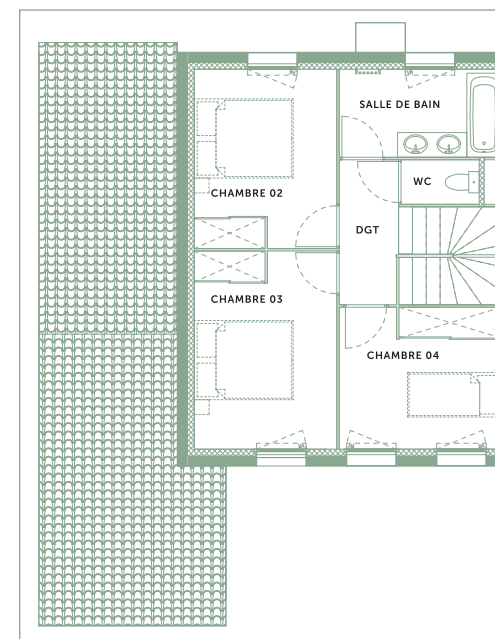 SALLE DE BAIN
CHAMBRE 02
WC
DGT
CHAMBRE 03
CHAMBRE 04